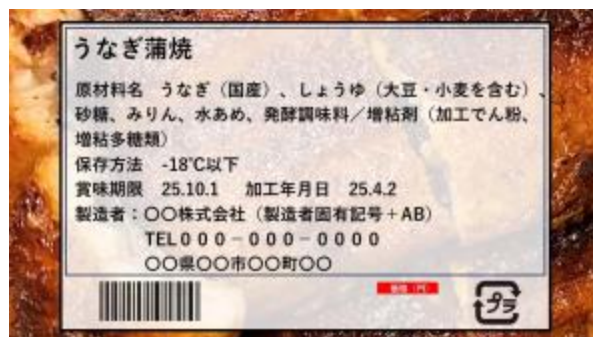 うなぎ蒲焼
原材料名　うなぎ（国産）、しょうゆ（大豆・小麦を含む）、
砂糖、みりん、水あめ、発酵調味料／増粘剤（加工でん粉、
増粘多糖類）
保存方法　-18℃以下
賞味期限　25.10.1　加工年月日　25.4.2
製造者：〇〇株式会社（製造者固有記号＋AB）
TEL０００－０００－００００
〇〇県〇〇市〇〇町〇〇
プラ